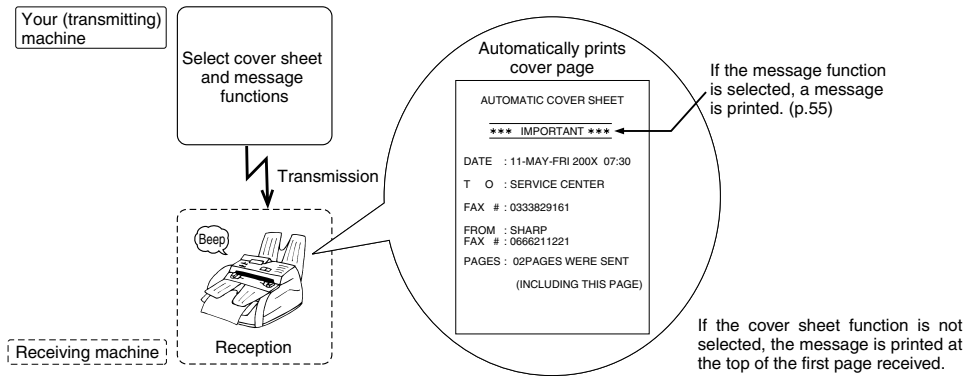 Your (transmitting)
machine
Select cover sheet
and message
functions
Transmission
Beep
Reception
Receiving machine
Automatically prints
cover page
AUTOMATIC COVER SHEET
*** IMPORTANT ***
DATE : 11-MAY-FRI 200X 07:30
T O : SERVICE CENTER
FAX # : 0333829161
FROM : SHARP
FAX # : 0666211221
PAGES : 02PAGES WERE SENT
(INCLUDING THIS PAGE)
If the message function
is selected, a message
is printed. (p.55)
If the cover sheet function is not
selected, the message is printed at
the top of the first page received.